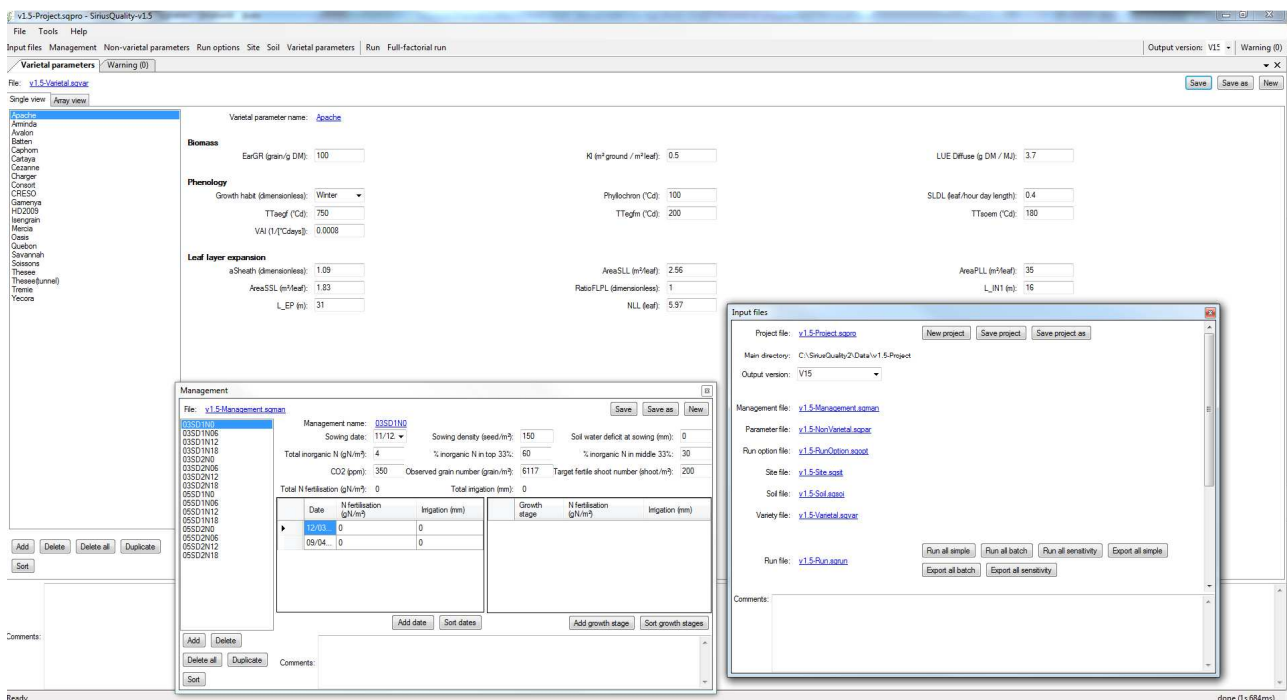 v1.5-Project.sqpro - SiriusQuality-v1.5
File Tools Help
Input files Management Non-varietal parameters Run options Site Soil Varietal parameters Run Full-factorial run Output version: V15 Warning (0)
Varietal parameters Warning (0)
File: v1.5-Varietal.sqvar Save Save as New
Single view Array view
Apache
Arminda
Avalon
Batten
Caphorn
Cartaya
Cezanne
Charger
Consort
CRESO
Gamenya
HD2009
Isengrain
Mercia
Oasis
Quebon
Savannah
Soissons
Thesee
Thesee(tunnel)
Tremie
Yecora
Varietal parameter name: Apache
Biomass
EarGR (grain/g DM): 100 Kl (m² ground / m² leaf): 0.5 LUE Diffuse (g DM / MJ): 3.7
Phenology
Growth habit (dimensionless): Winter Phyllochron (°Cd): 100 SLDL (leaf/hour day length): 0.4
TTaegf (°Cd): 750 TTegfm (°Cd): 200 TTsoem (°Cd): 180
VAI (1/[°Cdays]): 0.0008
Leaf layer expansion
aSheath (dimensionless): 1.09 AreaSLL (m²/leaf): 2.56 AreaPLL (m²/leaf): 35
AreaSSL (m²/leaf): 1.83 RatioFLPL (dimensionless): 1 L_IN1 (m): 16
L_EP (m): 31 NLL (leaf): 5.97
Add Delete Delete all Duplicate
Sort
Comments:
Management
File: v1.5-Management.sqman Save Save as New
03SD1N0
03SD1N06
03SD1N12
03SD1N18
03SD2N0
03SD2N06
03SD2N12
03SD2N18
05SD1N0
05SD1N06
05SD1N12
05SD1N18
05SD2N0
05SD2N06
05SD2N12
05SD2N18
Management name: 03SD1N0
Sowing date: 11/12. Sowing density (seed/m²): 150 Soil water deficit at sowing (mm): 0
Total inorganic N (gN/m²): 4 % inorganic N in top 33%: 60 % inorganic N in middle 33%: 30
CO2 (ppm): 350 Observed grain number (grain/m²): 6117 Target fertile shoot number (shoot/m²): 200
Total N fertilisation (gN/m²): 0 Total irrigation (mm): 0
Date N fertilisation (gN/m²) Irrigation (mm)
12/03... 0 0
09/04... 0 0
Growth stage N fertilisation (gN/m²) Irrigation (mm)
Add date Sort dates Add growth stage Sort growth stages
Add Delete
Delete all Duplicate
Sort
Comments:
Input files
Project file: v1.5-Project.sqpro New project Save project Save project as
Main directory: C:\SiriusQuality2\Data\v1.5-Project
Output version: V15
Management file: v1.5-Management.sqman
Parameter file: v1.5-NonVarietal.sqpar
Run option file: v1.5-RunOption.sqopt
Site file: v1.5-Site.sqsit
Soil file: v1.5-Soil.sqsoi
Variety file: v1.5-Varietal.sqvar
Run file: v1.5-Run.sqrun Run all simple Run all batch Run all sensitivity Export all simple
Export all batch Export all sensitivity
Comments:
Ready done (1s.684ms)